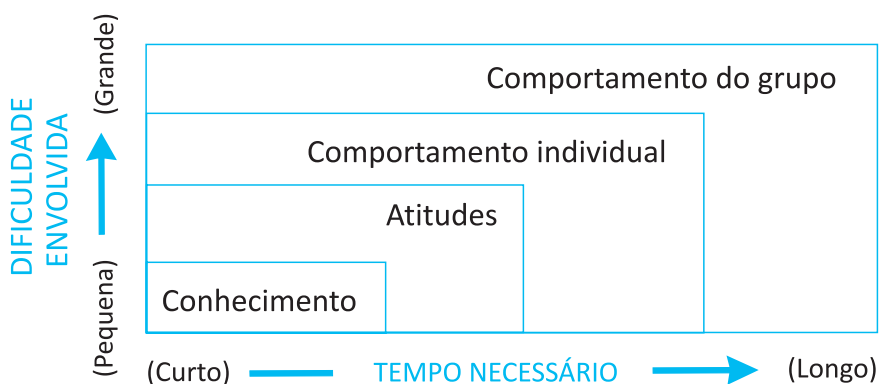 DIFICULDADE
ENVOLVIDA
(Grande)
(Pequena)
Comportamento do grupo
Comportamento individual
Atitudes
Conhecimento
(Curto)
TEMPO NECESSÁRIO
(Longo)